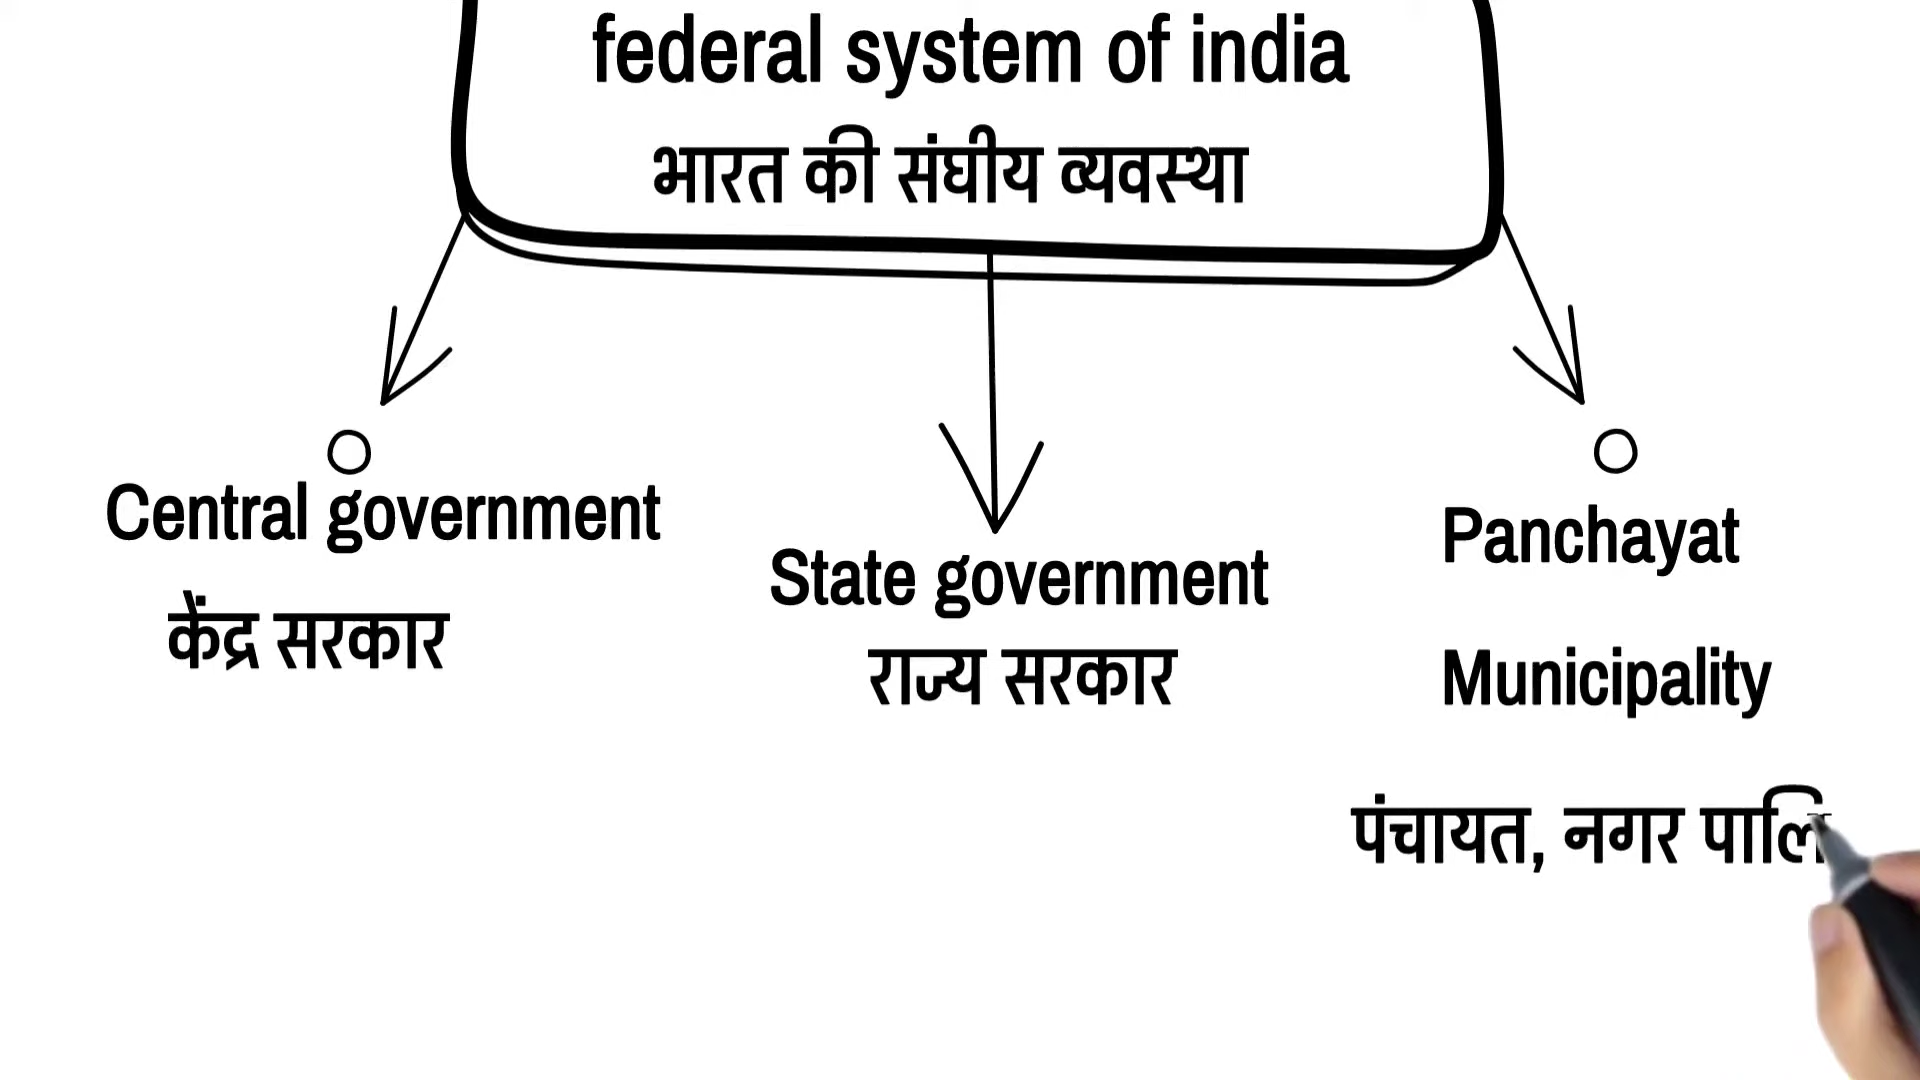 federal system of india
भारत की संघीय व्यवस्था
Central government
केंद्र सरकार
State government
राज्य सरकार
Panchayat
Municipality
पंचायत, नगर पालि